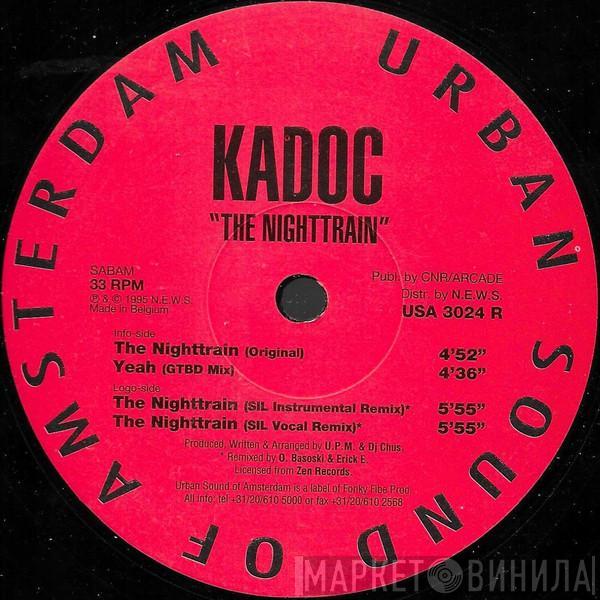 URBAN SOUND OF AMSTERDAM
KADOC
"THE NIGHTTRAIN"
SABAM
33 RPM
℗ & © 1995 N.E.W.S.
Made in Belgium
Publ. by CNR/ARCADE
Distr. by N.E.W.S.
USA 3024 R
Info-side
The Nighttrain (Original) 4'52"
Yeah (GTBD Mix) 4'36"
Logo-side
The Nighttrain (SIL Instrumental Remix)* 5'55"
The Nighttrain (SIL Vocal Remix)* 5'55"
Produced, Written & Arranged by U.P.M. & Dj Chus.
* Remixed by O. Basoski & Erick E.
Licensed from Zen Records.
Urban Sound of Amsterdam is a label of Fonky Fibe Prod.
All info: tel +31/20/610 5000 or fax +31/20/610 2568
МАРКЕТ ВИНИЛА